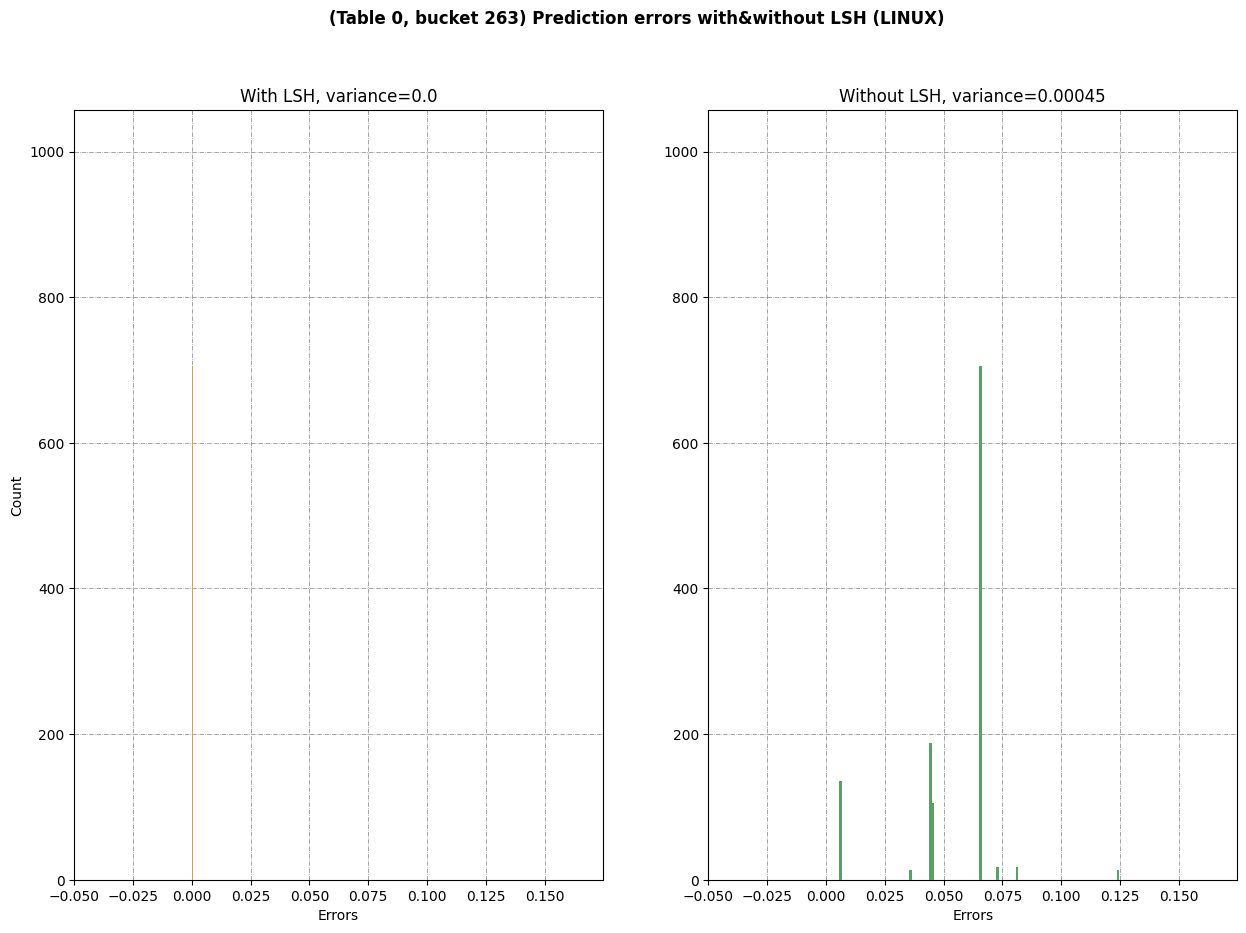 (Table 0, bucket 263) Prediction errors with&without LSH (LINUX)
With LSH, variance=0.0
1000
800
600
400
200
0
Count
−0.050 −0.025 0.000 0.025 0.050 0.075 0.100 0.125 0.150
Errors
Without LSH, variance=0.00045
1000
800
600
400
200
0
−0.050 −0.025 0.000 0.025 0.050 0.075 0.100 0.125 0.150
Errors